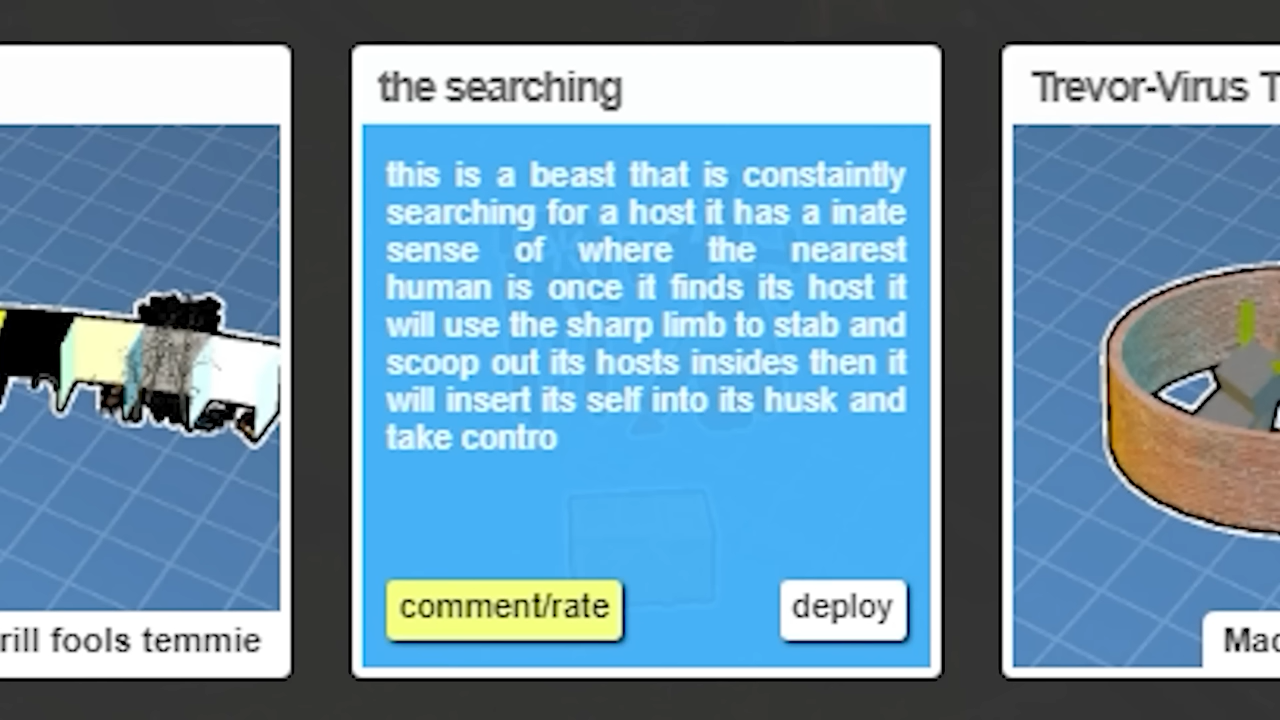 the searching
Trevor-Virus T
this is a beast that is constaintly
searching for a host it has a inate
sense of where the nearest
human is once it finds its host it
will use the sharp limb to stab and
scoop out its hosts insides then it
will insert its self into its husk and
take contro
comment/rate
deploy
rill fools temmie
Mad